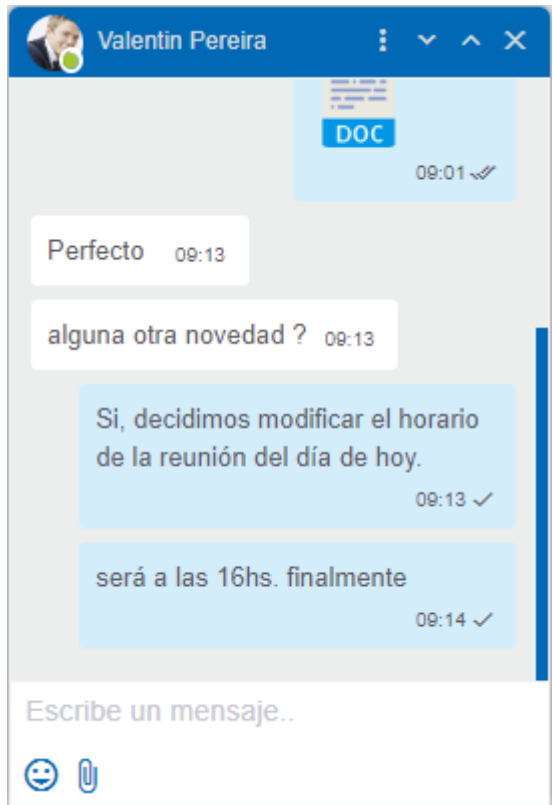 Valentin Pereira
DOC
09:01
Perfecto 09:13
alguna otra novedad ? 09:13
Si, decidimos modificar el horario
de la reunión del día de hoy.
09:13
será a las 16hs. finalmente
09:14
Escribe un mensaje..